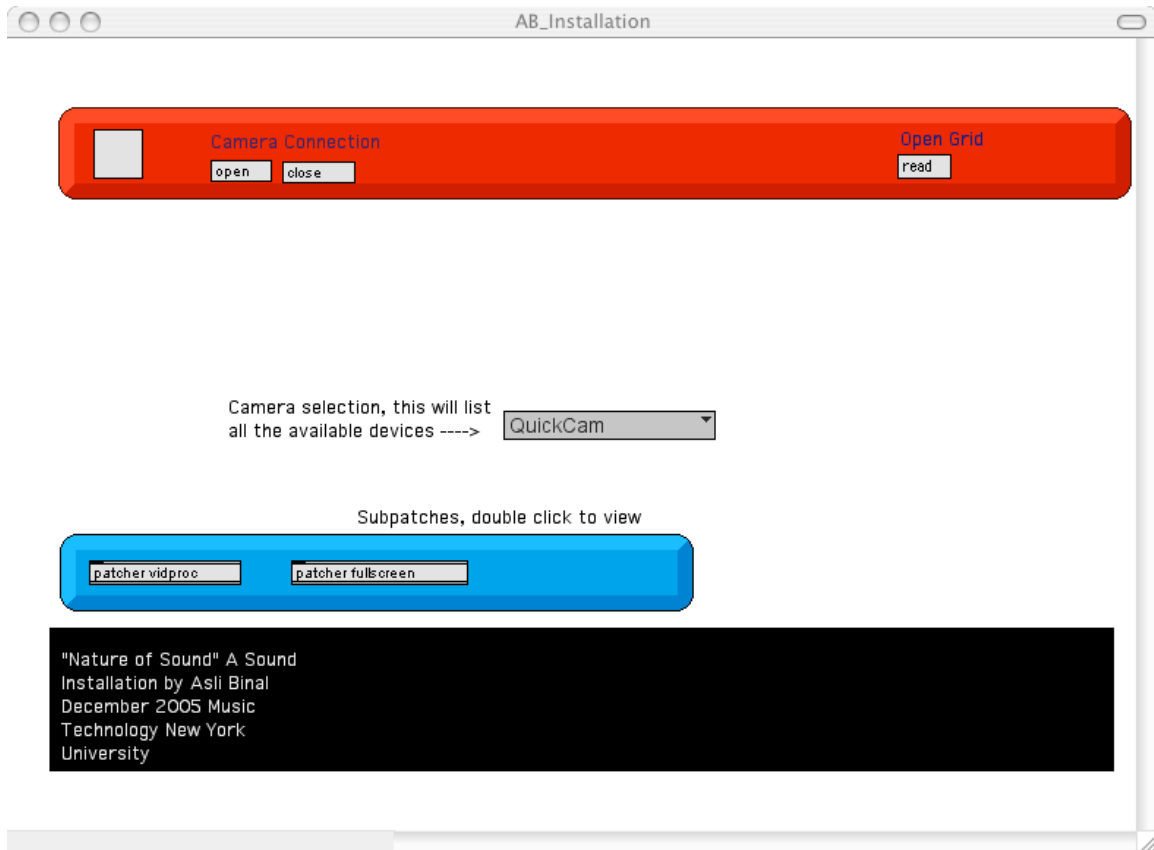 AB_Installation
Camera Connection
Open Grid
open
close
read
Camera selection, this will list
all the available devices ---->
QuickCam
Subpatches, double click to view
patcher vidproc
patcher fullscreen
"Nature of Sound" A Sound
Installation by Asli Binal
December 2005 Music
Technology New York
University